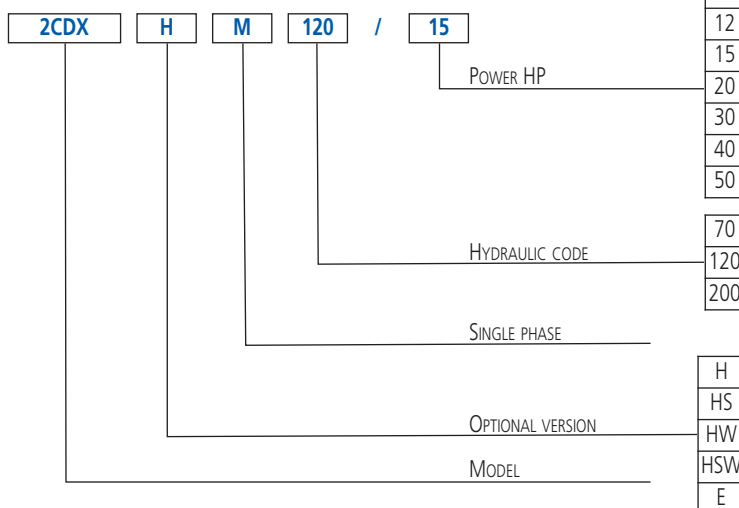 2CDX H M 120 / 15
12
15
POWER HP
20
30
40
50
70
HYDRAULIC CODE
120
200
SINGLE PHASE
H
HS
OPTIONAL VERSION
HW
MODEL
HSW
E